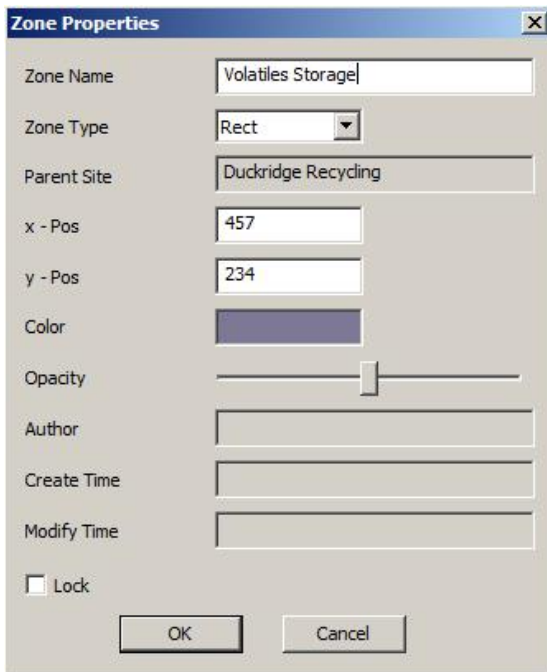 Zone Properties
Zone Name Volatiles Storage
Zone Type Rect
Parent Site Duckridge Recycling
x - Pos 457
y - Pos 234
Color
Opacity
Author
Create Time
Modify Time
Lock
OK Cancel